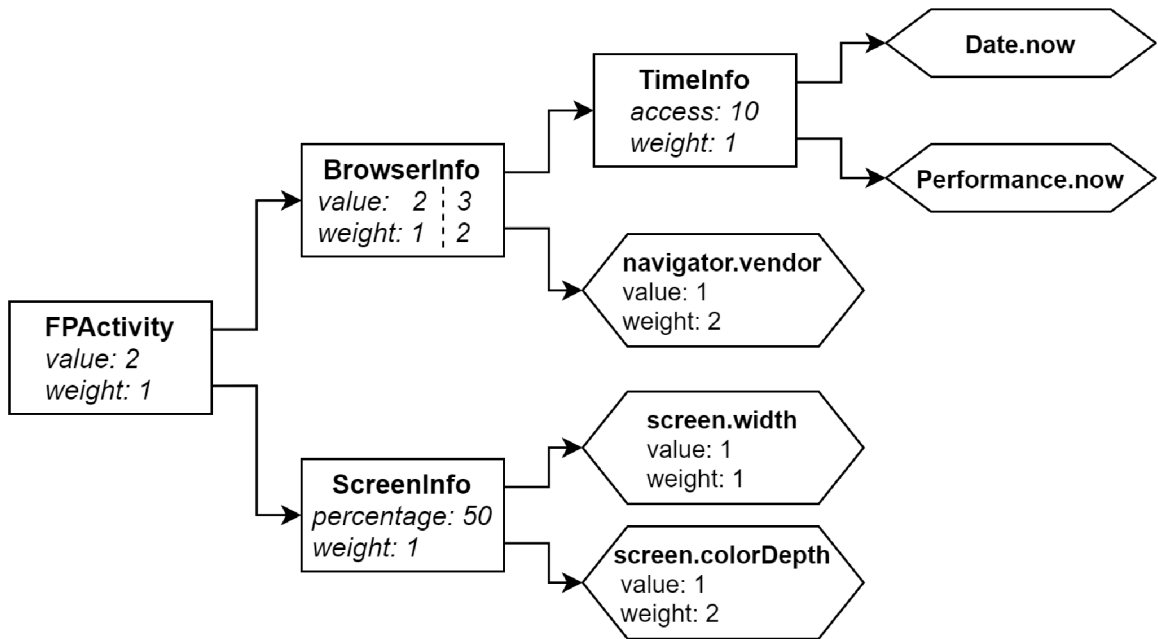 Date.now
TimeInfo
access: 10
weight: 1
Performance.now
BrowserInfo
value: 2 3
weight: 1 2
navigator.vendor
value: 1
weight: 2
FPActivity
value: 2
weight: 1
screen.width
value: 1
weight: 1
ScreenInfo
percentage: 50
weight: 1
screen.colorDepth
value: 1
weight: 2